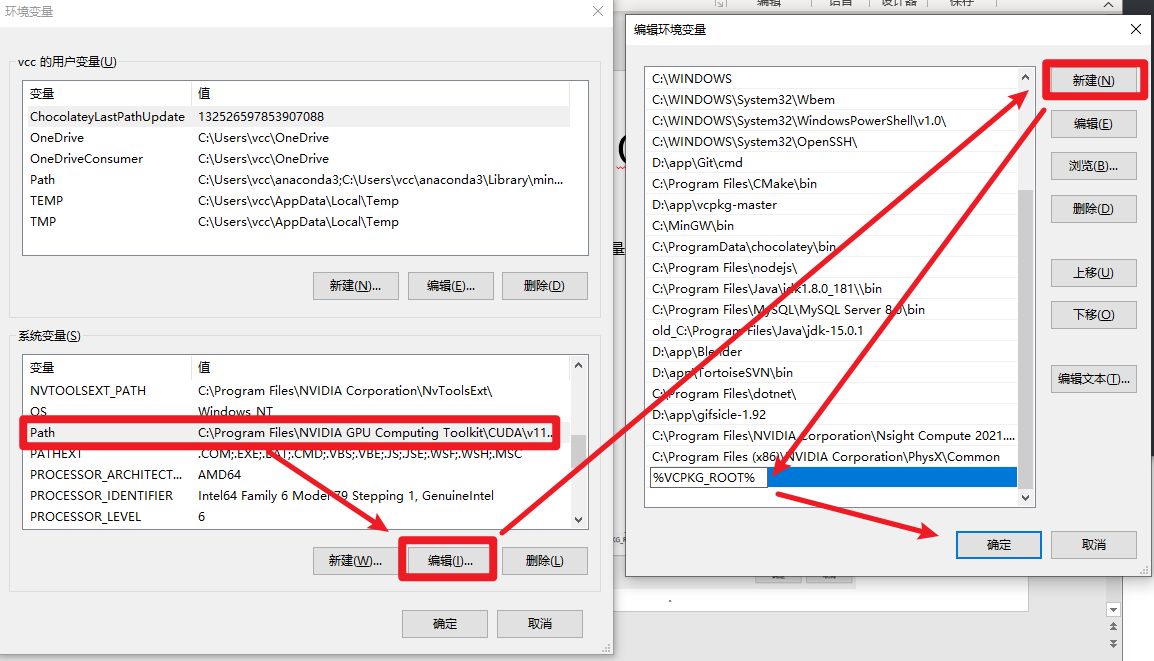 编辑
语音
设计器
保存
环境变量
vcc 的用户变量(U)
变量 值
ChocolateyLastPathUpdate 132526597853907088
OneDrive C:\Users\vcc\OneDrive
OneDriveConsumer C:\Users\vcc\OneDrive
Path C:\Users\vcc\anaconda3;C:\Users\vcc\anaconda3\Library\min...
TEMP C:\Users\vcc\AppData\Local\Temp
TMP C:\Users\vcc\AppData\Local\Temp
新建(N)... 编辑(E)... 删除(D)
系统变量(S)
变量 值
NVTOOLSEXT_PATH C:\Program Files\NVIDIA Corporation\NvToolsExt\
OS Windows_NT
Path C:\Program Files\NVIDIA GPU Computing Toolkit\CUDA\v11...
PATHEXT .COM;.EXE;.BAT;.CMD;.VBS;.VBE;.JS;.JSE;.WSF;.WSH;.MSC
PROCESSOR_ARCHITECT... AMD64
PROCESSOR_IDENTIFIER Intel64 Family 6 Model 79 Stepping 1, GenuineIntel
PROCESSOR_LEVEL 6
新建(W)... 编辑(I)... 删除(L)
确定 取消
量
编辑环境变量
C:\WINDOWS
C:\WINDOWS\System32\Wbem
C:\WINDOWS\System32\WindowsPowerShell\v1.0\
C:\WINDOWS\System32\OpenSSH\
D:\app\Git\cmd
C:\Program Files\CMake\bin
D:\app\vcpkg-master
C:\MinGW\bin
C:\ProgramData\chocolatey\bin
C:\Program Files\nodejs\
C:\Program Files\Java\jdk1.8.0_181\\bin
C:\Program Files\MySQL\MySQL Server 8.0\bin
old_C:\Program Files\Java\jdk-15.0.1
D:\app\Blender
D:\app\TortoiseSVN\bin
C:\Program Files\dotnet\
D:\app\gifsicle-1.92
C:\Program Files\NVIDIA Corporation\Nsight Compute 2021....
C:\Program Files (x86)\NVIDIA Corporation\PhysX\Common
%VCPKG_ROOT%
新建(N)
编辑(E)
浏览(B)...
删除(D)
上移(U)
下移(O)
编辑文本(T)...
确定 取消